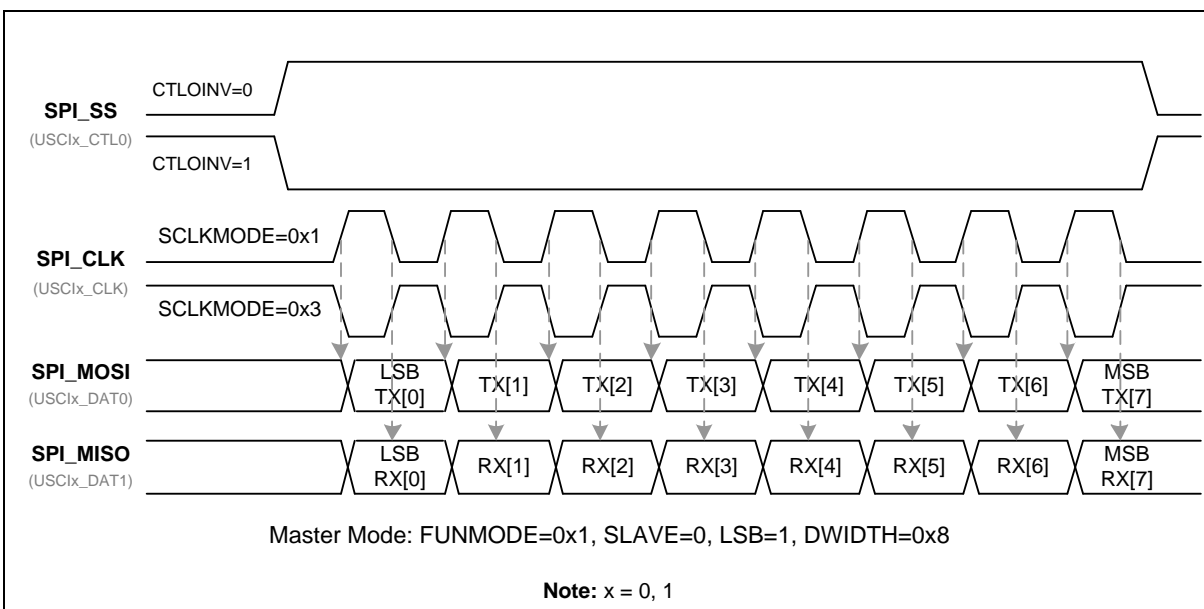 CTLOINV=0
SPI_SS
(USCIx_CTL0)
CTLOINV=1
SCLKMODE=0x1
SPI_CLK
(USCIx_CLK)
SCLKMODE=0x3
SPI_MOSI
(USCIx_DAT0)
LSB
TX[0]
TX[1]
TX[2]
TX[3]
TX[4]
TX[5]
TX[6]
MSB
TX[7]
SPI_MISO
(USCIx_DAT1)
LSB
RX[0]
RX[1]
RX[2]
RX[3]
RX[4]
RX[5]
RX[6]
MSB
RX[7]
Master Mode: FUNMODE=0x1, SLAVE=0, LSB=1, DWIDTH=0x8
Note: x = 0, 1